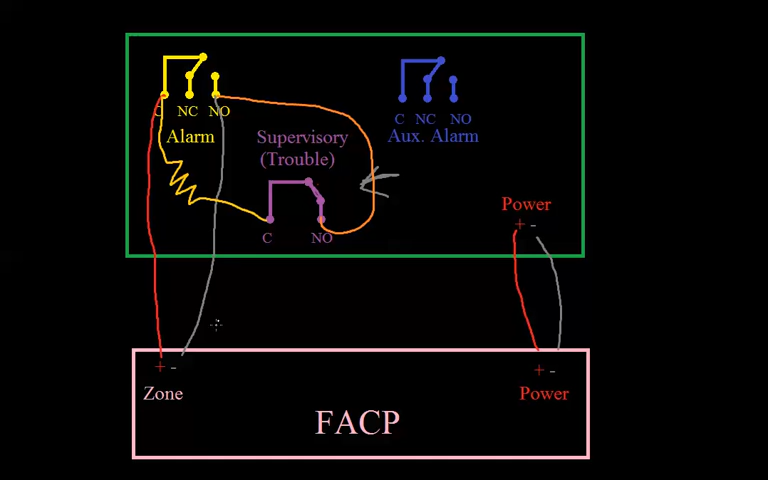 C NC NO
Alarm
Supervisory
(Trouble)
C NO
C NC NO
Aux. Alarm
Power
+ -
+ -
Zone
+ -
Power
FACP